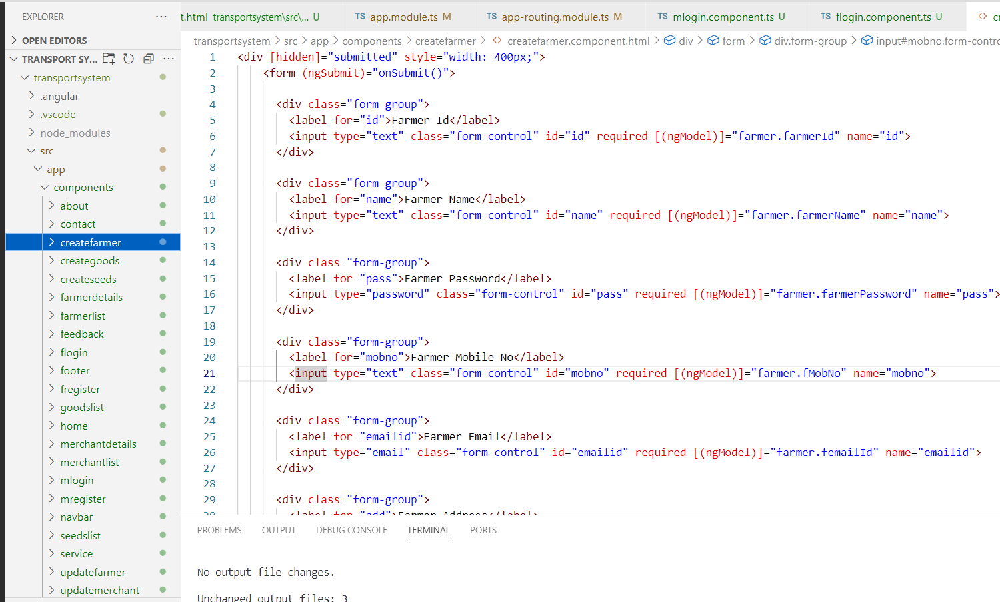 EXPLORER ...
OPEN EDITORS
TRANSPORT SY... ...
transportsystem
.angular
.vscode
node_modules
src
app
components
about
contact
createfarmer
creategoods
createseeds
farmerdetails
farmerlist
feedback
flogin
footer
fregister
goodslist
home
merchantdetails
merchantlist
mlogin
mregister
navbar
seedslist
service
updatefarmer
updatemerchant
t.html transportsystem\src\... U TS app.module.ts M TS app-routing.module.ts M TS mlogin.component.ts U TS flogin.component.ts U <> cr
transportsystem > src > app > components > createfarmer > <> createfarmer.component.html > div > form > div.form-group > input#mobno.form-contro
1 <div [hidden]="submitted" style="width: 400px;">
2 <form (ngSubmit)="onSubmit()">
3
4 <div class="form-group">
5 <label for="id">Farmer Id</label>
6 <input type="text" class="form-control" id="id" required [(ngModel)]="farmer.farmerId" name="id">
7 </div>
8
9 <div class="form-group">
10 <label for="name">Farmer Name</label>
11 <input type="text" class="form-control" id="name" required [(ngModel)]="farmer.farmerName" name="name">
12 </div>
13
14 <div class="form-group">
15 <label for="pass">Farmer Password</label>
16 <input type="password" class="form-control" id="pass" required [(ngModel)]="farmer.farmerPassword" name="pass">
17 </div>
18
19 <div class="form-group">
20 <label for="mobno">Farmer Mobile No</label>
21 <input type="text" class="form-control" id="mobno" required [(ngModel)]="farmer.fMobNo" name="mobno">
22 </div>
23
24 <div class="form-group">
25 <label for="emailid">Farmer Email</label>
26 <input type="email" class="form-control" id="emailid" required [(ngModel)]="farmer.femailId" name="emailid">
27 </div>
28
29 <div class="form-group">
30 <label for="add">Farmer Address</label>
PROBLEMS OUTPUT DEBUG CONSOLE TERMINAL PORTS
No output file changes.
Unchanged output files: 3